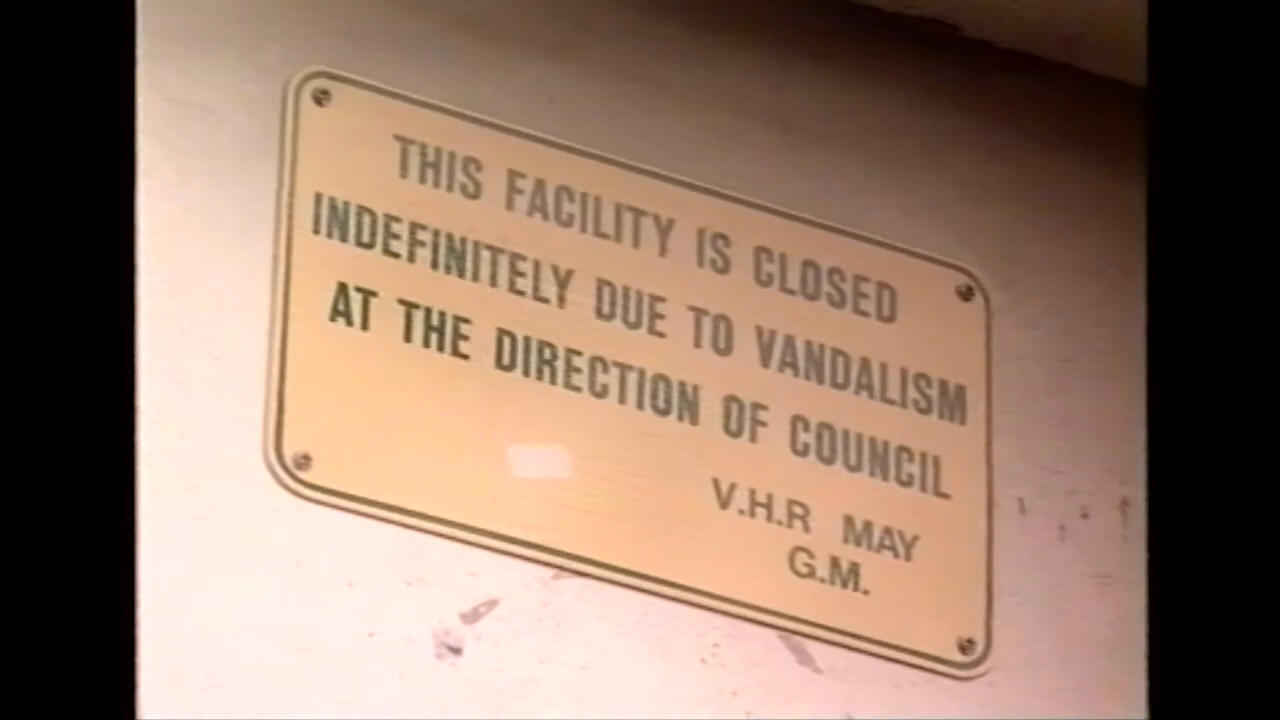 THIS FACILITY IS CLOSED
INDEFINITELY DUE TO VANDALISM
AT THE DIRECTION OF COUNCIL
V.H.R MAY
G.M.